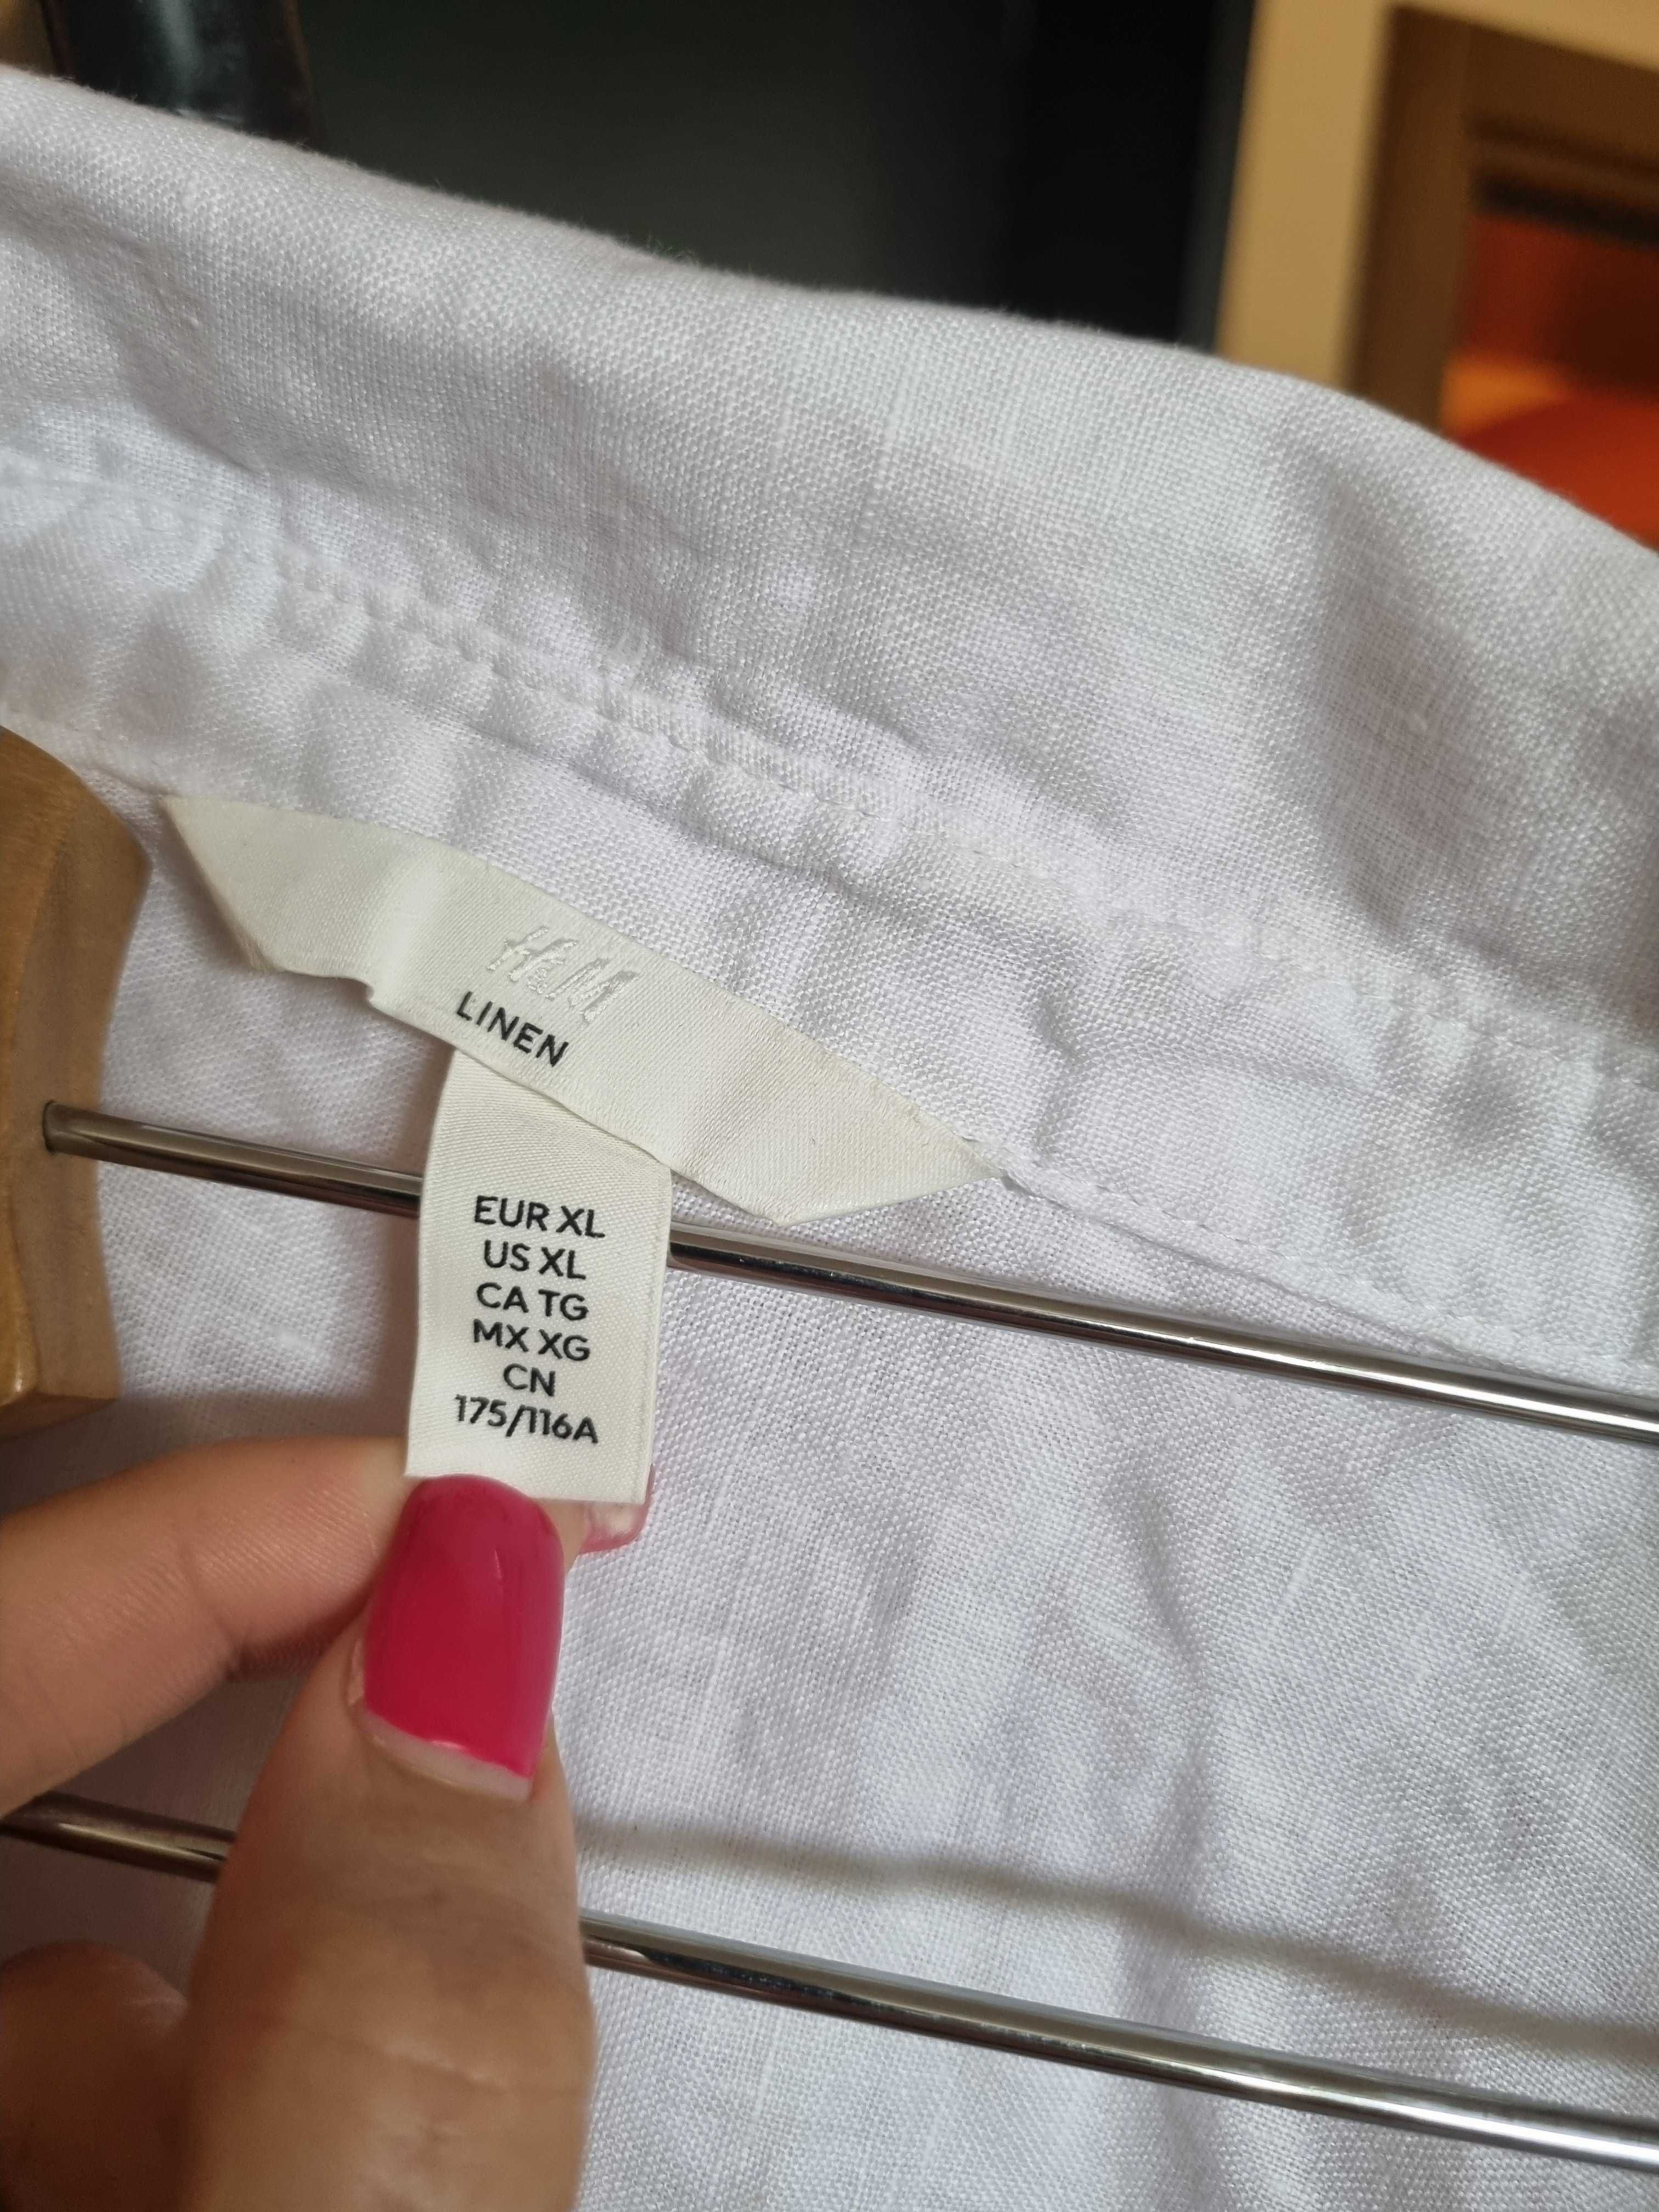 H&M
LINEN
EUR XL
US XL
CA TG
MX XG
CN
175/116A